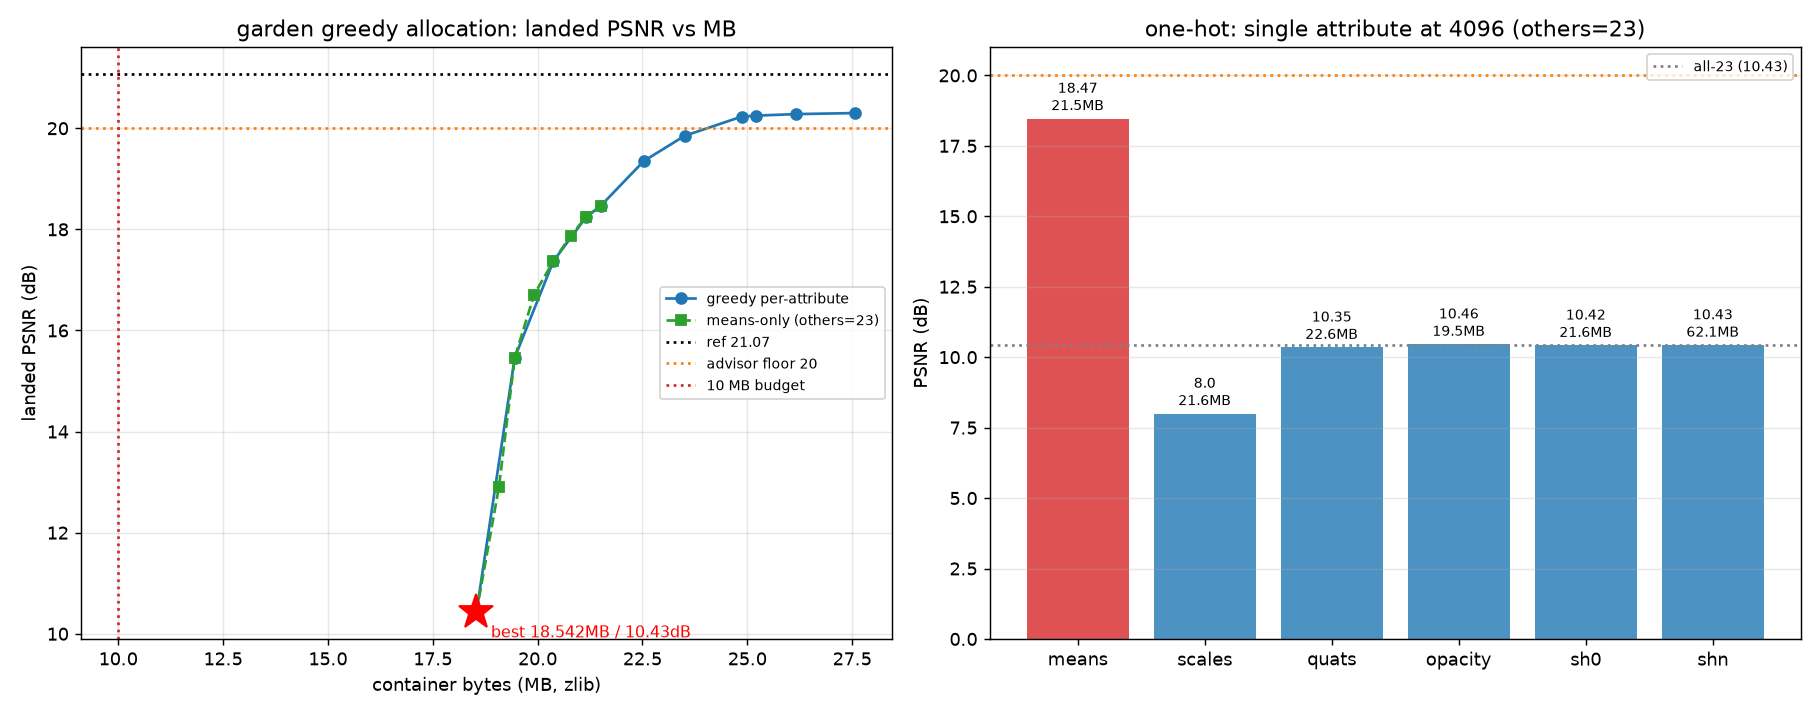 garden greedy allocation: landed PSNR vs MB
landed PSNR (dB)
20
18
16
14
12
10
greedy per-attribute
means-only (others=23)
ref 21.07
advisor floor 20
10 MB budget
best 18.542MB / 10.43dB
10.0 12.5 15.0 17.5 20.0 22.5 25.0 27.5
container bytes (MB, zlib)
one-hot: single attribute at 4096 (others=23)
PSNR (dB)
20.0
17.5
15.0
12.5
10.0
7.5
5.0
2.5
0.0
all-23 (10.43)
18.47
21.5MB
8.0
21.6MB
10.35
22.6MB
10.46
19.5MB
10.42
21.6MB
10.43
62.1MB
means scales quats opacity sh0 shn